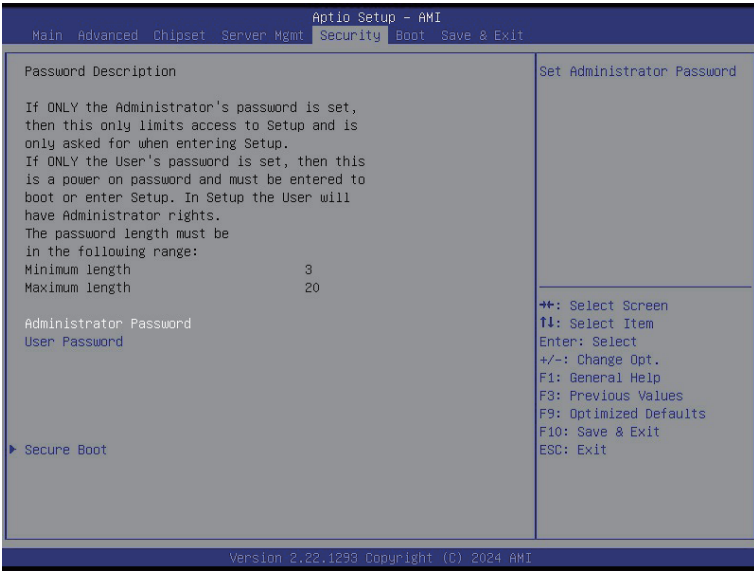 Aptio Setup – AMI
Main Advanced Chipset Server Mgmt Security Boot Save & Exit
Password Description
If ONLY the Administrator's password is set,
then this only limits access to Setup and is
only asked for when entering Setup.
If ONLY the User's password is set, then this
is a power on password and must be entered to
boot or enter Setup. In Setup the User will
have Administrator rights.
The password length must be
in the following range:
Minimum length 3
Maximum length 20
Administrator Password
User Password
Secure Boot
Set Administrator Password
→←: Select Screen
↑↓: Select Item
Enter: Select
+/-: Change Opt.
F1: General Help
F3: Previous Values
F9: Optimized Defaults
F10: Save & Exit
ESC: Exit
Version 2.22.1293 Copyright (C) 2024 AMI